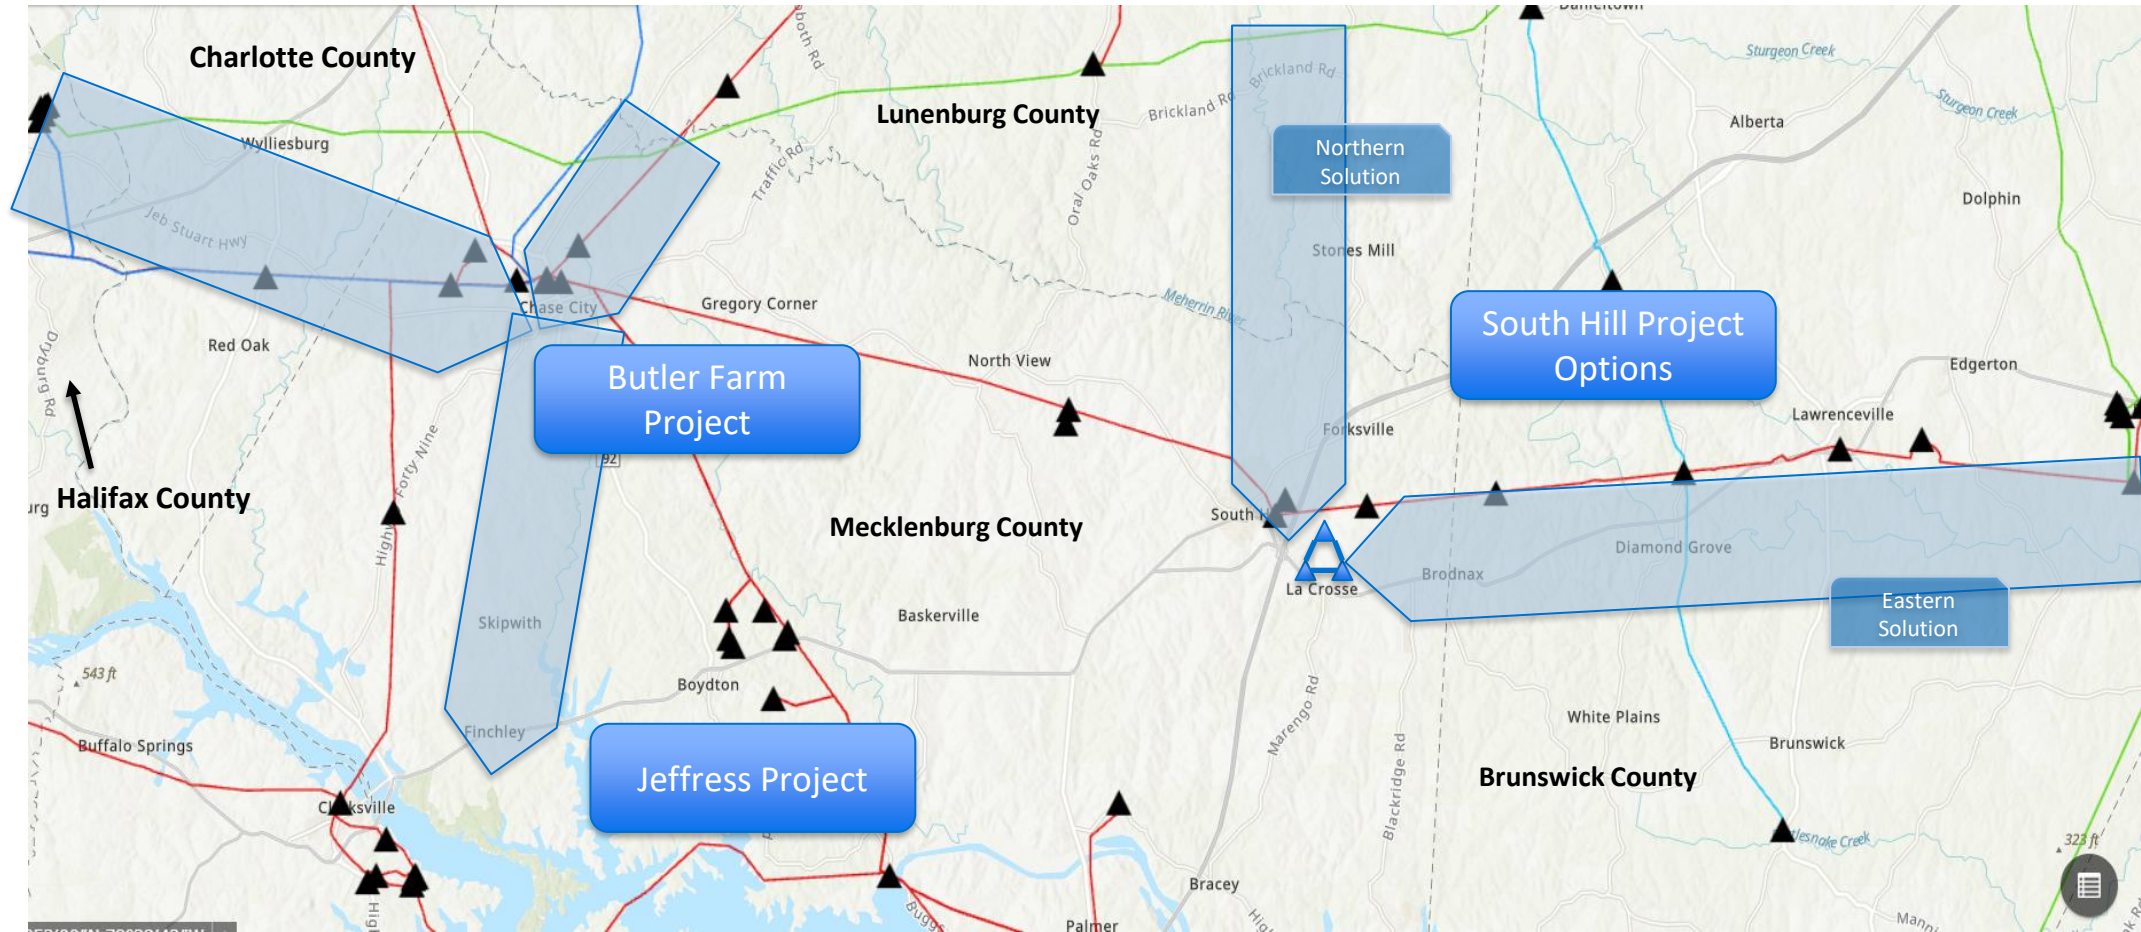 Danieltown
Charlotte County
Sturgeon Creek
Brickland Rd
Sturgeon Creek
Lunenburg County
Brickland Rd
Alberta
Wylliesburg
Traffic Rd
Oral Oaks Rd
Northern
Solution
Dolphin
Jeb Stuart Hwy
Stones Mill
Meherrin River
Chase City
Gregory Corner
South Hill Project
Options
Red Oak
Dryburg Rd
North View
Edgerton
Butler Farm
Project
Lawrenceville
Forksville
92
Forty Nine
Halifax County
South H
Mecklenburg County
Diamond Grove
Brodnax
La Crosse
Eastern
Solution
Skipwith
Baskerville
543 ft
Boydton
Marengo Rd
White Plains
Finchley
Buffalo Springs
Blackridge Rd
Brunswick
Jeffress Project
Brunswick County
323 ft
Bracey
Palmer